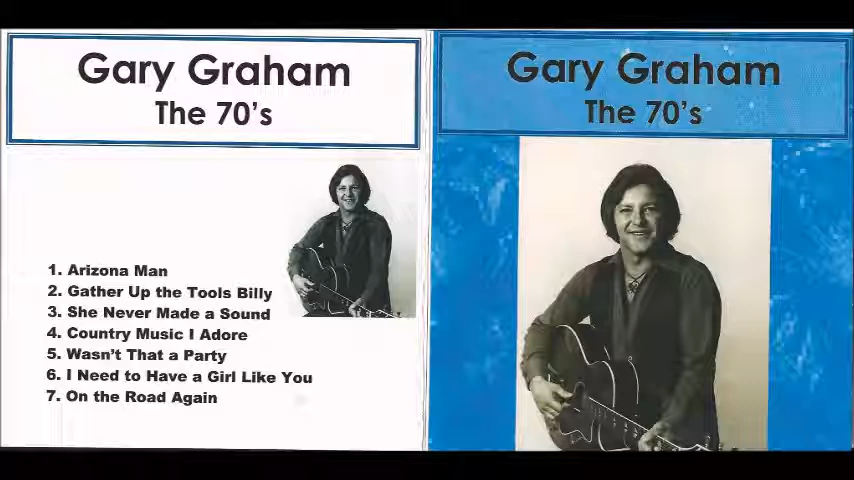 Gary Graham
The 70's
1. Arizona Man
2. Gather Up the Tools Billy
3. She Never Made a Sound
4. Country Music I Adore
5. Wasn't That a Party
6. I Need to Have a Girl Like You
7. On the Road Again
Gary Graham
The 70's